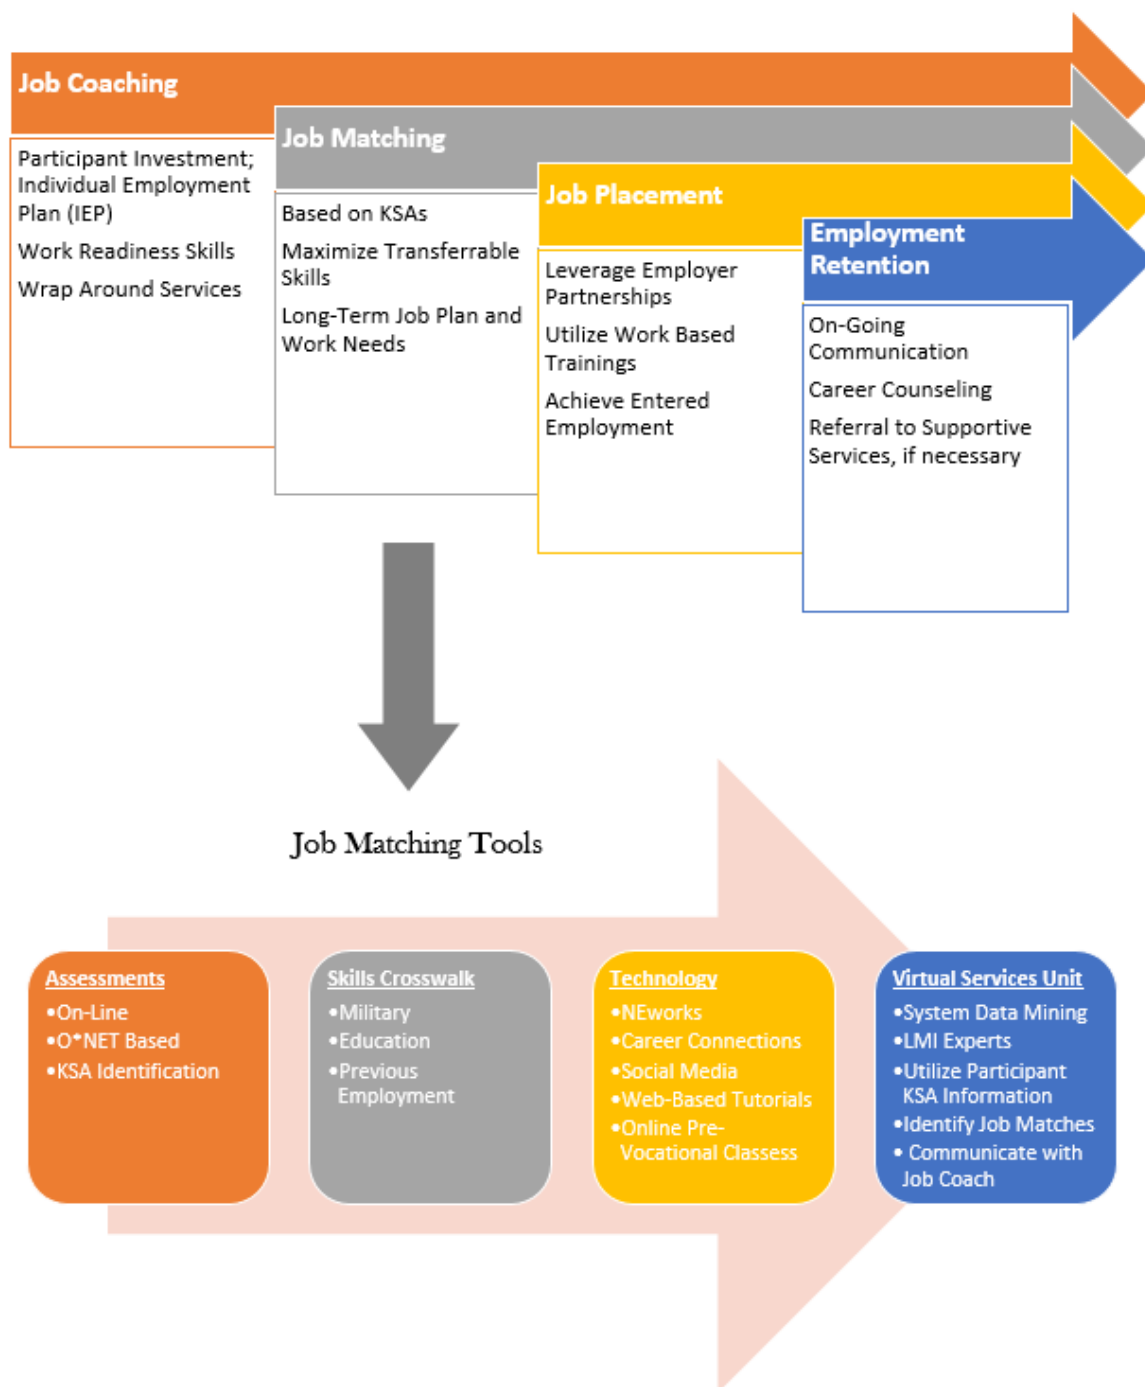 Job Coaching
Participant Investment;
Individual Employment
Plan (IEP)
Work Readiness Skills
Wrap Around Services
Job Matching
Based on KSAs
Maximize Transferrable
Skills
Long-Term Job Plan and
Work Needs
Job Placement
Leverage Employer
Partnerships
Utilize Work Based
Trainings
Achieve Entered
Employment
Employment
Retention
On-Going
Communication
Career Counseling
Referral to Supportive
Services, if necessary
Job Matching Tools
Assessments
•On-Line
•O*NET Based
•KSA Identification
Skills Crosswalk
•Military
•Education
•Previous
Employment
Technology
•NEworks
•Career Connections
•Social Media
•Web-Based Tutorials
•Online Pre-
Vocational Classess
Virtual Services Unit
•System Data Mining
•LMI Experts
•Utilize Participant
KSA Information
•Identify Job Matches
• Communicate with
Job Coach